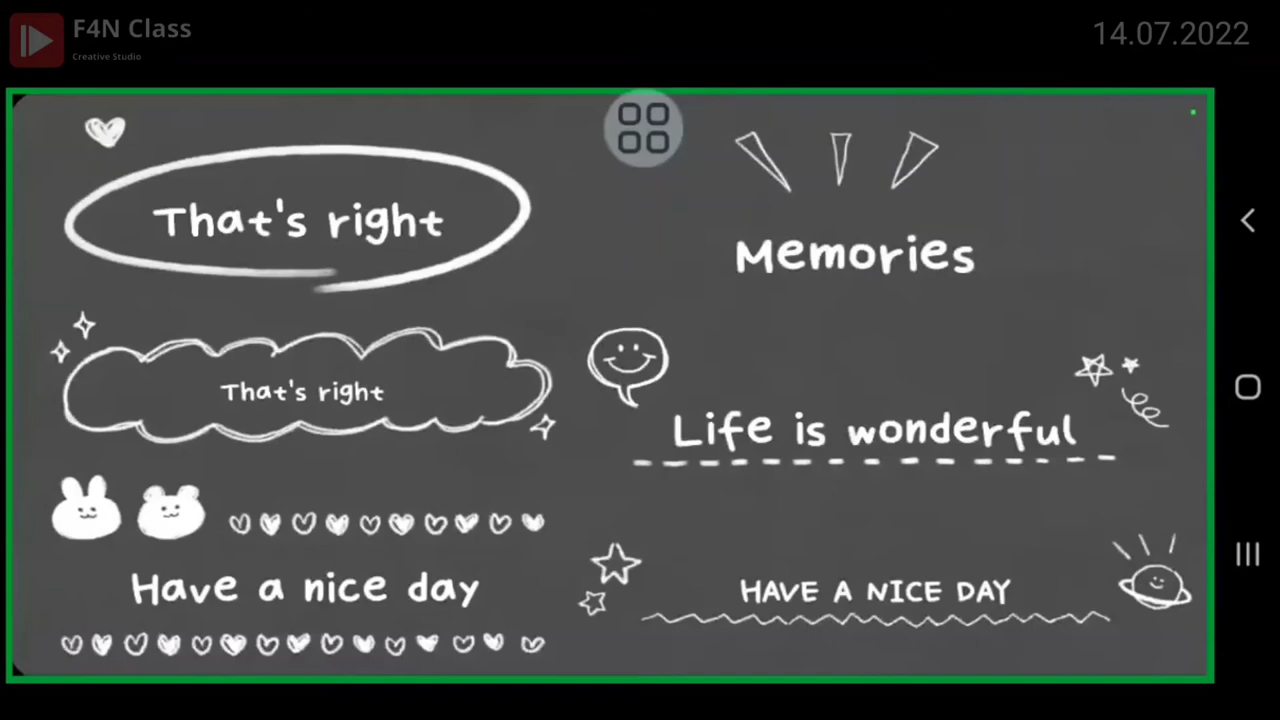 F4N Class
Creative Studio
14.07.2022
That's right
Memories
That's right
Life is wonderful
Have a nice day
HAVE A NICE DAY